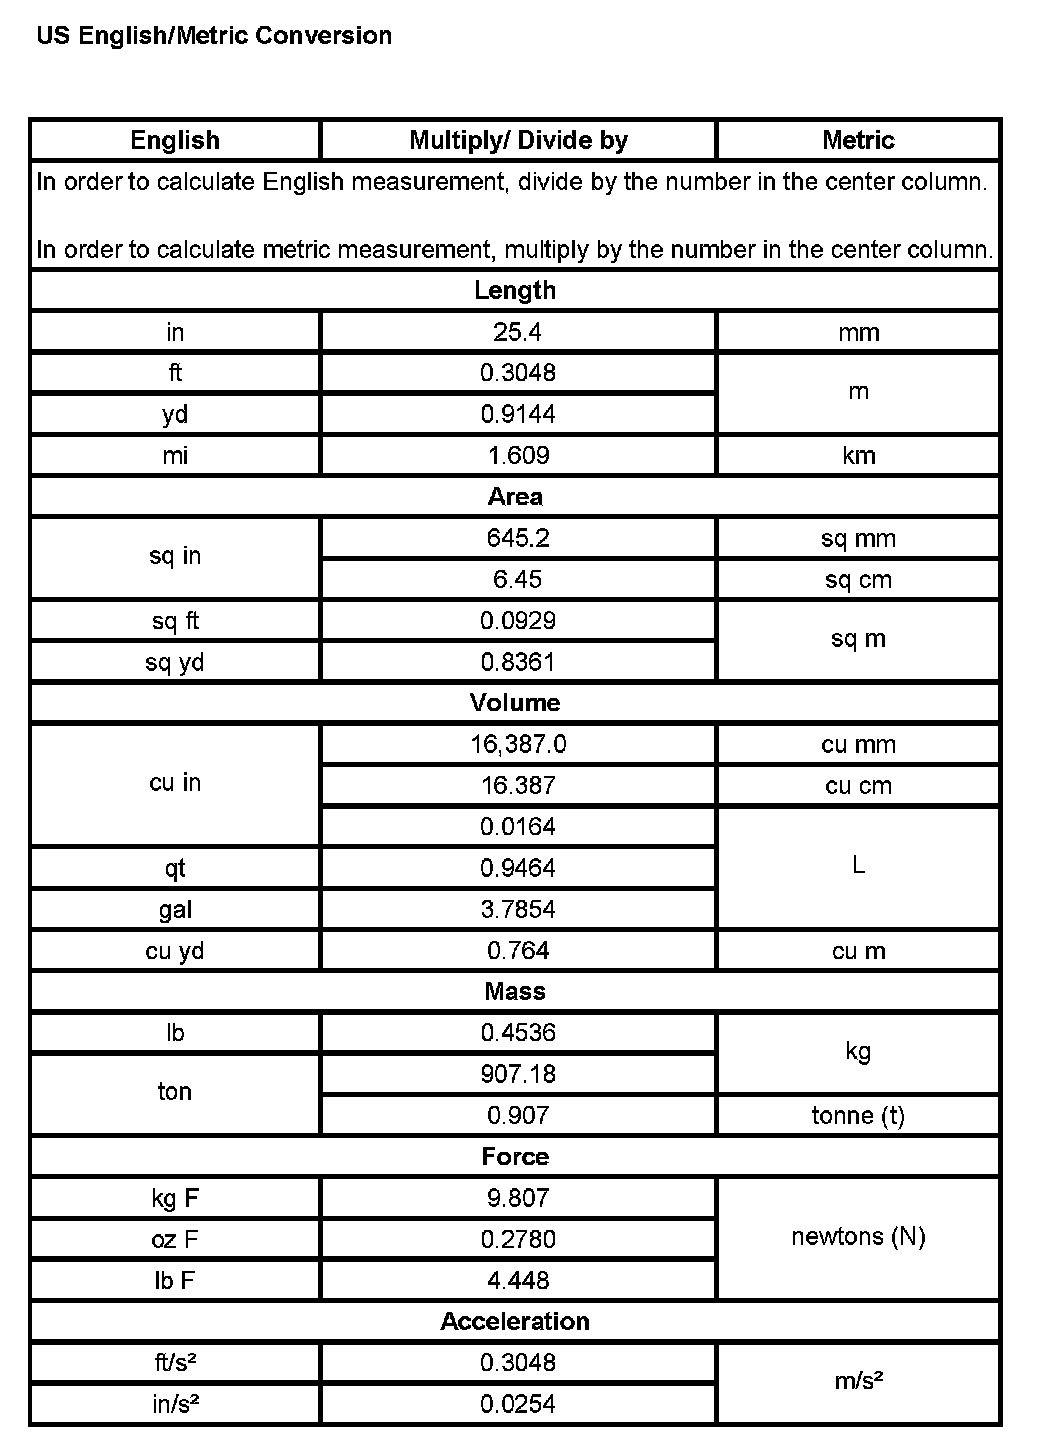 US English/Metric Conversion
English Multiply/ Divide by Metric
In order to calculate English measurement, divide by the number in the center column.
In order to calculate metric measurement, multiply by the number in the center column.
Length
in 25.4 mm
ft 0.3048 m
yd 0.9144
mi 1.609 km
Area
sq in 645.2 sq mm
6.45 sq cm
sq ft 0.0929 sq m
sq yd 0.8361
Volume
cu in 16,387.0 cu mm
16.387 cu cm
0.0164 L
qt 0.9464
gal 3.7854
cu yd 0.764 cu m
Mass
lb 0.4536 kg
ton 907.18
0.907 tonne (t)
Force
kg F 9.807 newtons (N)
oz F 0.2780
lb F 4.448
Acceleration
ft/s² 0.3048 m/s²
in/s² 0.0254